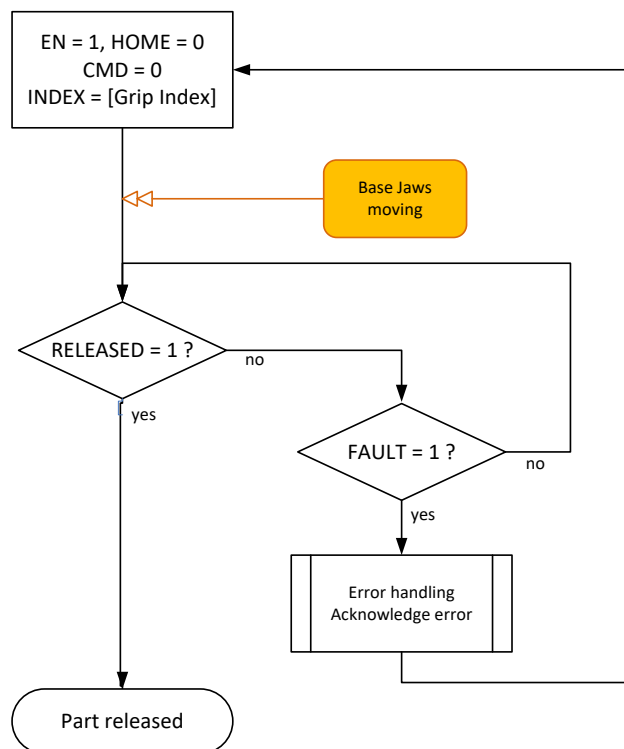 EN = 1, HOME = 0
CMD = 0
INDEX = [Grip Index]
Base Jaws
moving
RELEASED = 1 ?
no
yes
FAULT = 1 ?
no
yes
Error handling
Acknowledge error
Part released